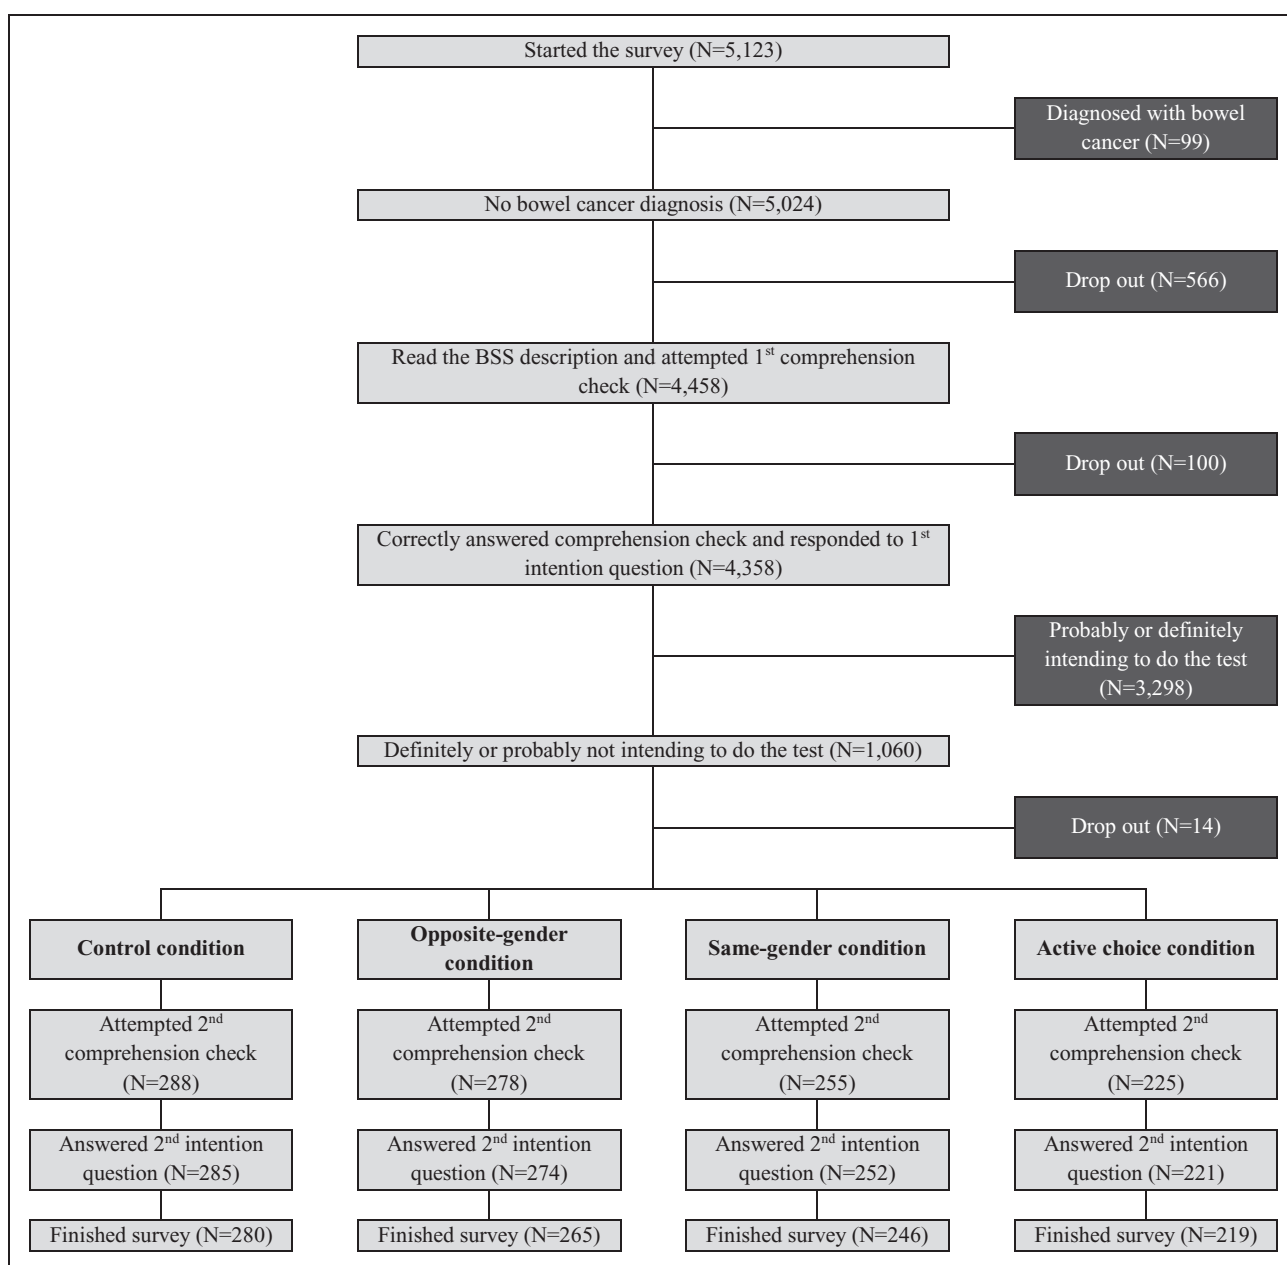 Started the survey (N=5,123)
Diagnosed with bowel
cancer (N=99)
No bowel cancer diagnosis (N=5,024)
Drop out (N=566)
Read the BSS description and attempted 1st comprehension
check (N=4,458)
Drop out (N=100)
Correctly answered comprehension check and responded to 1st
intention question (N=4,358)
Probably or definitely
intending to do the test
(N=3,298)
Definitely or probably not intending to do the test (N=1,060)
Drop out (N=14)
Control condition
Attempted 2nd
comprehension check
(N=288)
Answered 2nd intention
question (N=285)
Finished survey (N=280)
Opposite-gender
condition
Attempted 2nd
comprehension check
(N=278)
Answered 2nd intention
question (N=274)
Finished survey (N=265)
Same-gender condition
Attempted 2nd
comprehension check
(N=255)
Answered 2nd intention
question (N=252)
Finished survey (N=246)
Active choice condition
Attempted 2nd
comprehension check
(N=225)
Answered 2nd intention
question (N=221)
Finished survey (N=219)